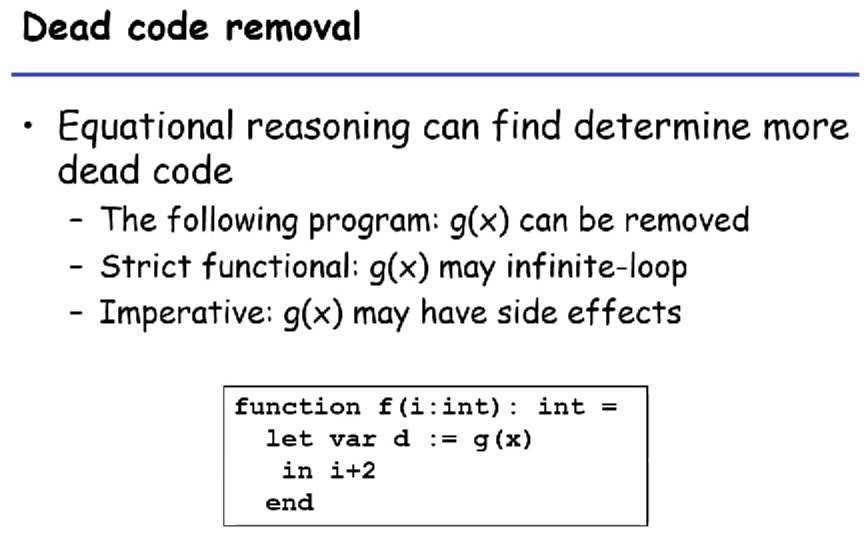 Dead code removal
• Equational reasoning can find determine more
dead code
– The following program: g(x) can be removed
– Strict functional: g(x) may infinite-loop
– Imperative: g(x) may have side effects
function f(i:int): int =
let var d := g(x)
in i+2
end